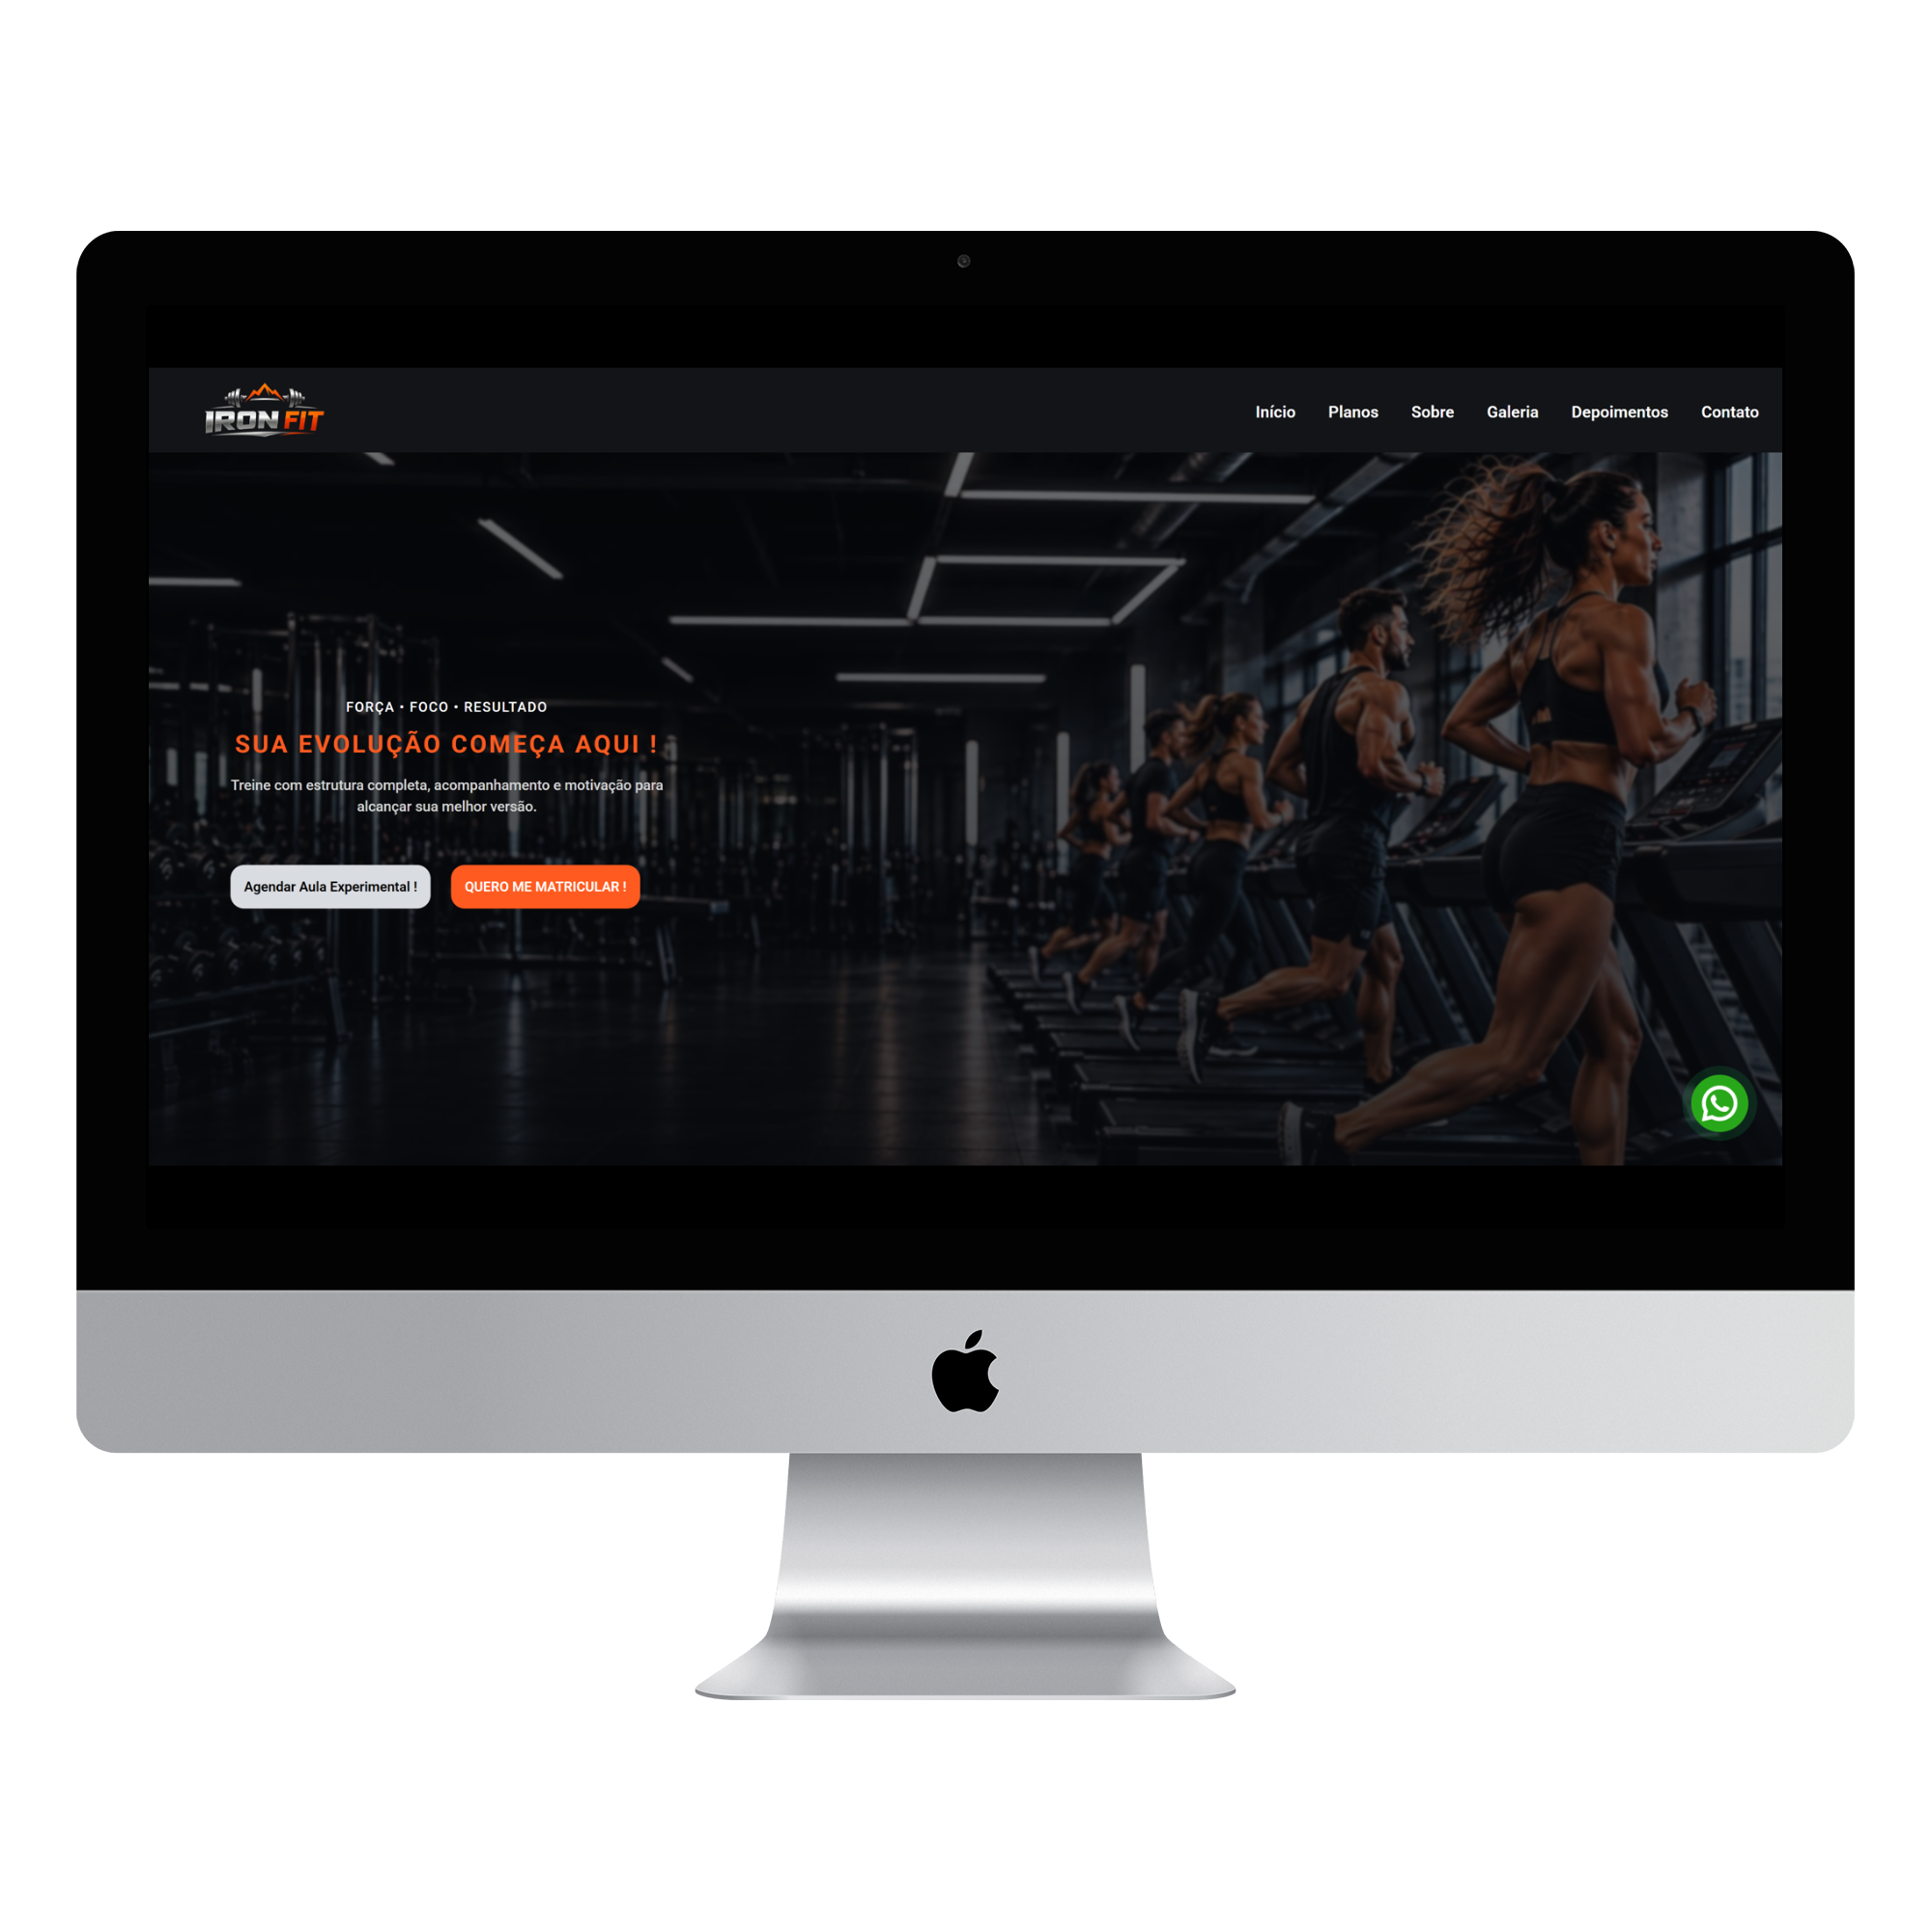 IRON FIT
Início Planos Sobre Galeria Depoimentos Contato
FORÇA • FOCO • RESULTADO
SUA EVOLUÇÃO COMEÇA AQUI !
Treine com estrutura completa, acompanhamento e motivação para
alcançar sua melhor versão.
Agendar Aula Experimental ! QUERO ME MATRICULAR !